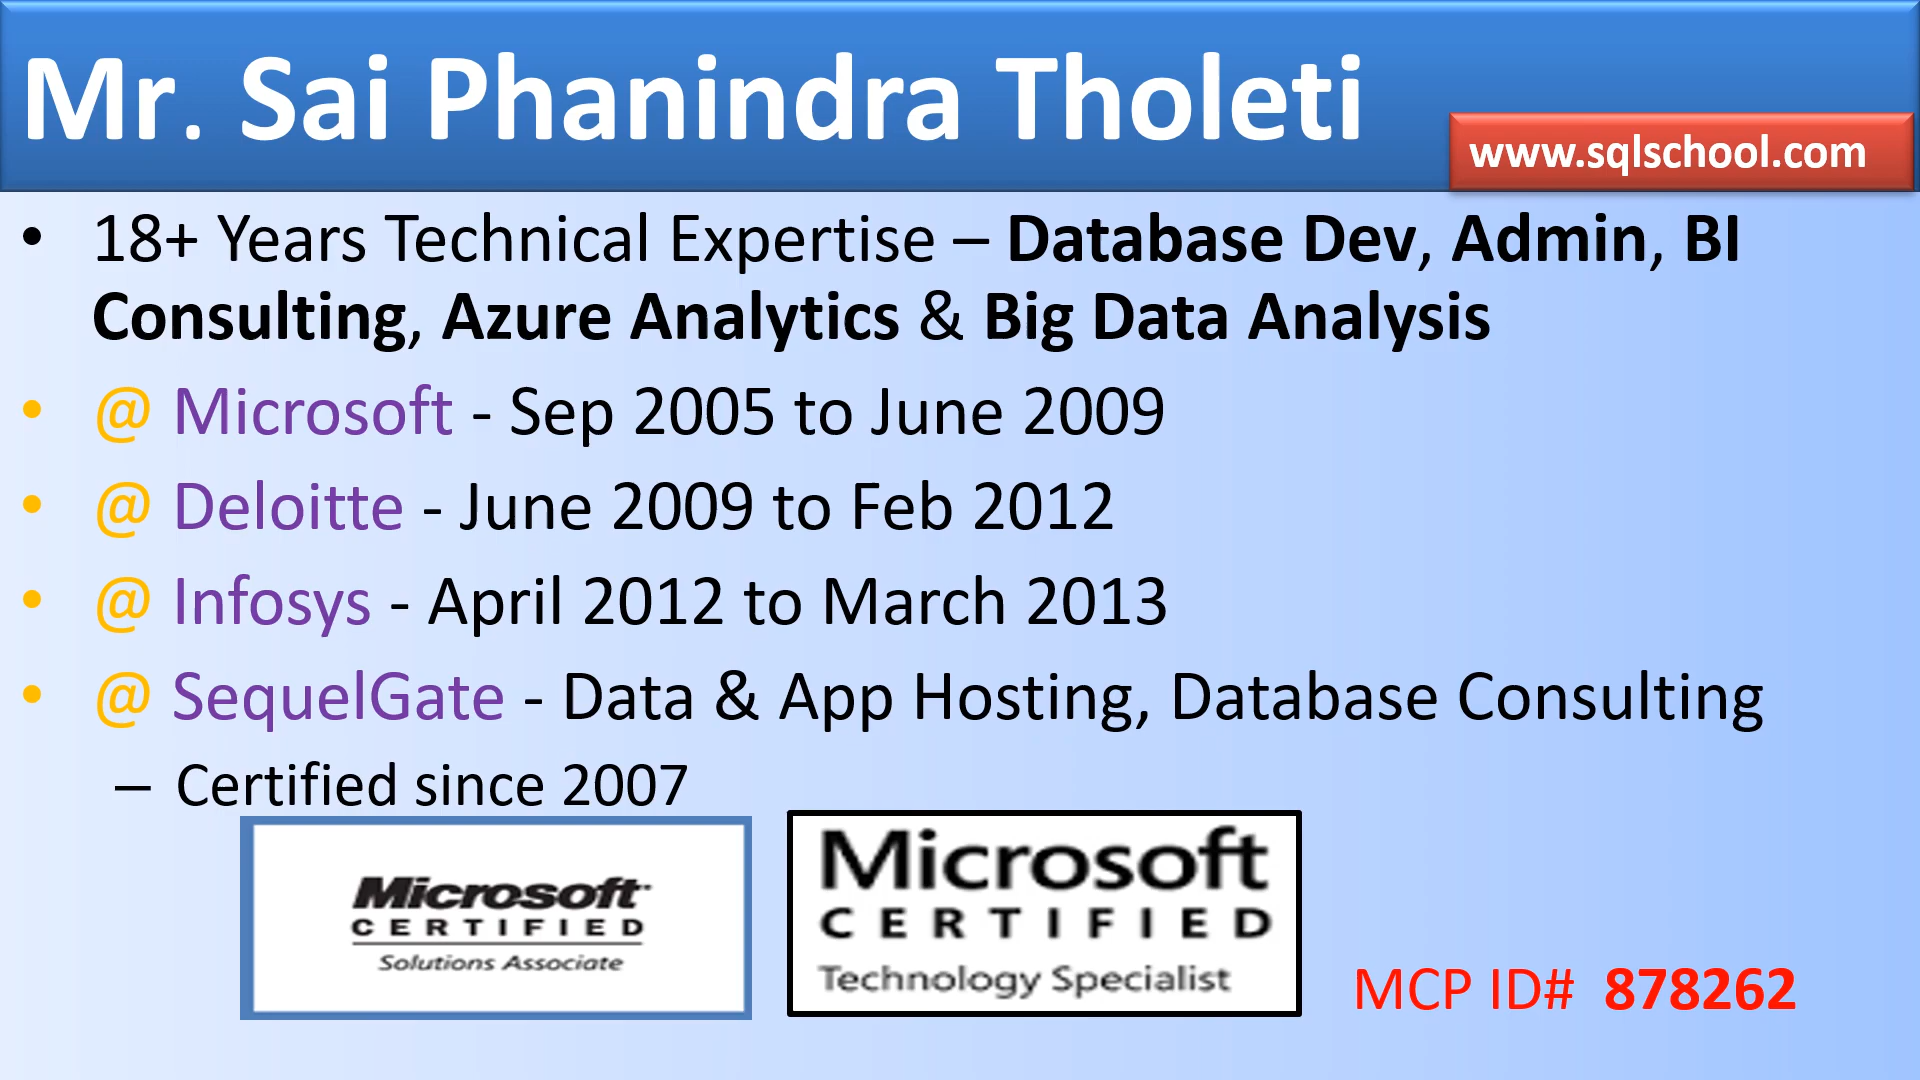 Mr. Sai Phanindra Tholeti
www.sqlschool.com
• 18+ Years Technical Expertise – Database Dev, Admin, BI
Consulting, Azure Analytics & Big Data Analysis
• @ Microsoft - Sep 2005 to June 2009
• @ Deloitte - June 2009 to Feb 2012
• @ Infosys - April 2012 to March 2013
• @ SequelGate - Data & App Hosting, Database Consulting
– Certified since 2007
Microsoft
CERTIFIED
Solutions Associate
Microsoft
CERTIFIED
Technology Specialist
MCP ID# 878262